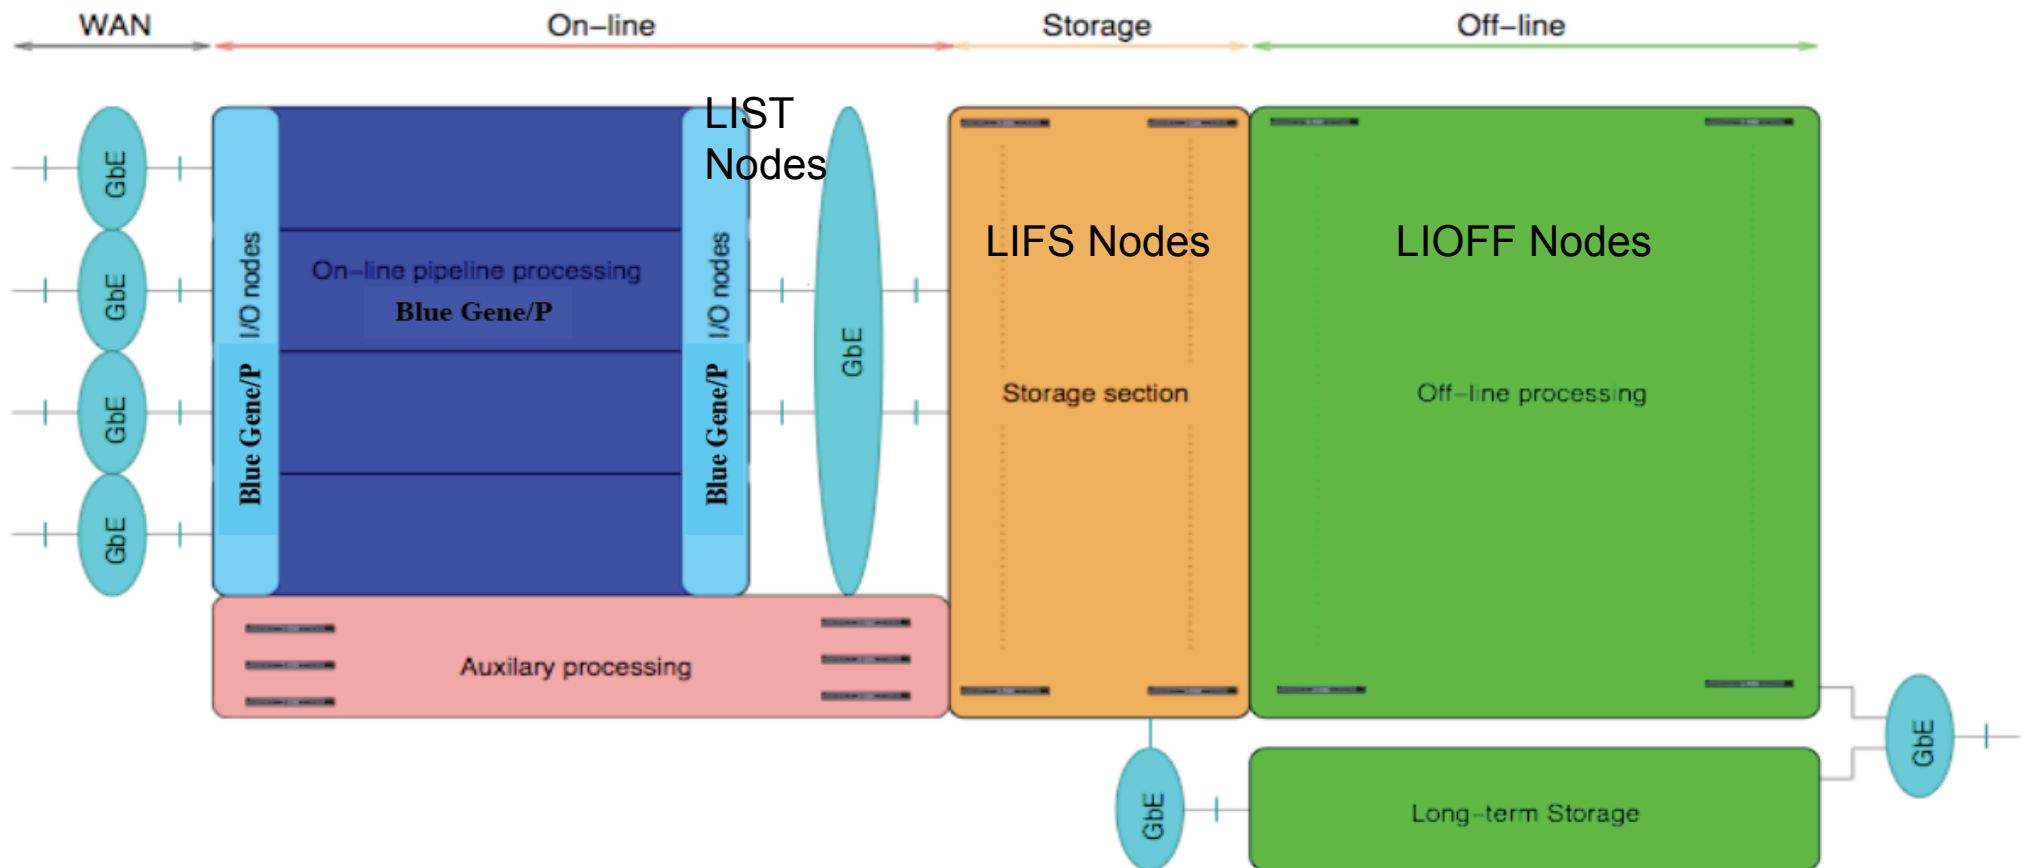 WAN
On-line
Storage
Off-line
LIST
Nodes
GbE
GbE
GbE
GbE
I/O nodes
Blue Gene/P
On-line pipeline processing
Blue Gene/P
I/O nodes
Blue Gene/P
GbE
LIFS Nodes
Storage section
LIOFF Nodes
Off-line processing
Auxilary processing
GbE
Long-term Storage
GbE